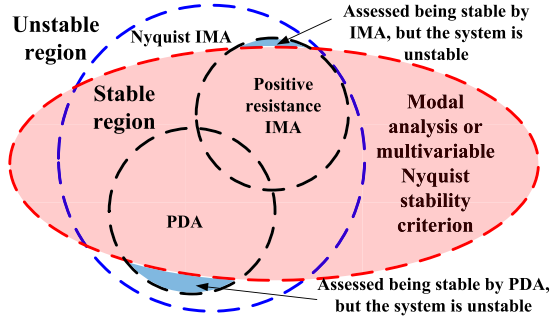 Unstable
region
Nyquist IMA
Assessed being stable by
IMA, but the system is
unstable
Stable
region
Positive
resistance
IMA
Modal
analysis or
multivariable
Nyquist
stability
criterion
PDA
Assessed being stable by PDA,
but the system is unstable